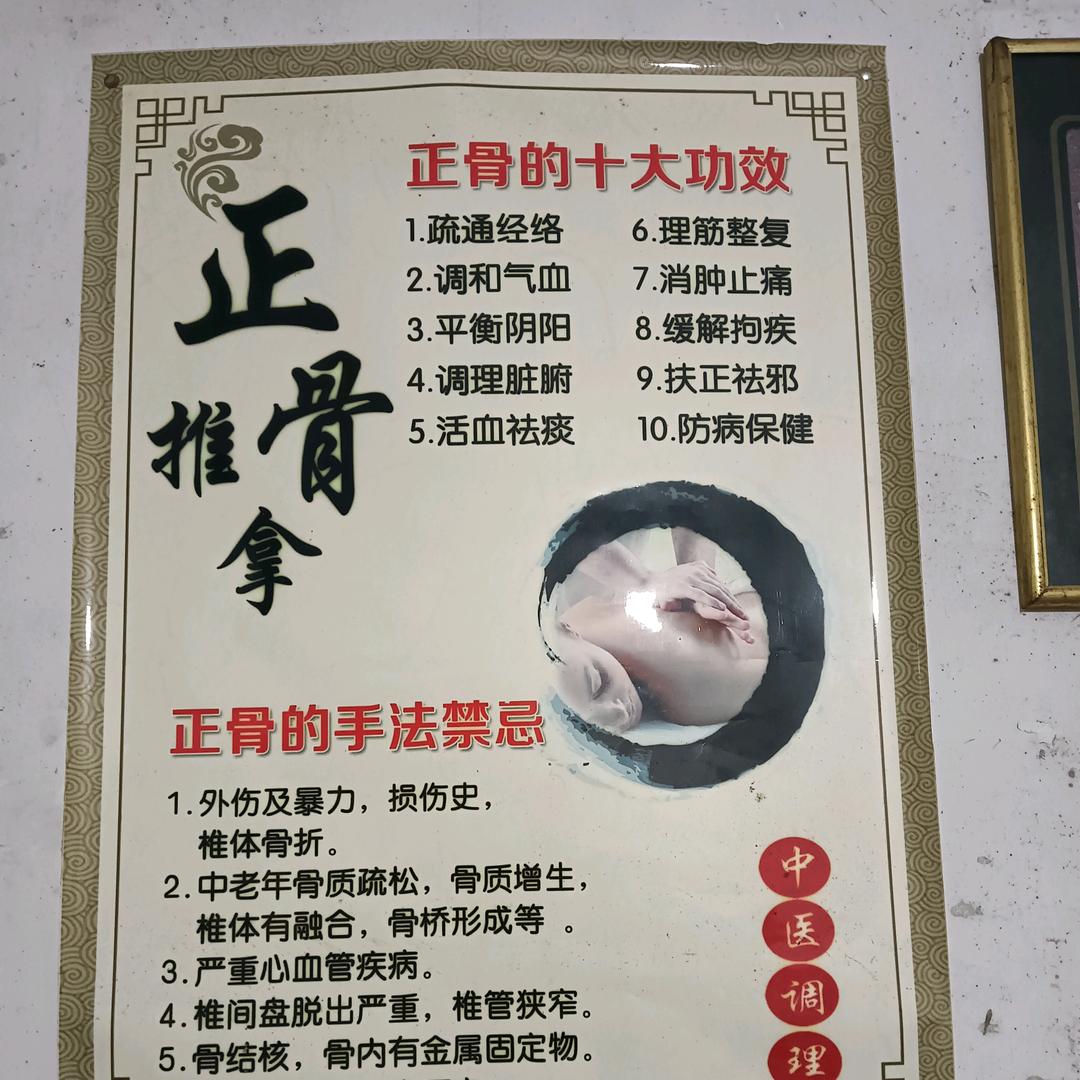 正骨
推拿
正骨的十大功效
1.疏通经络
2.调和气血
3.平衡阴阳
4.调理脏腑
5.活血祛痰
6.理筋整复
7.消肿止痛
8.缓解拘疾
9.扶正祛邪
10.防病保健
正骨的手法禁忌
1.外伤及暴力，损伤史，
椎体骨折。
2.中老年骨质疏松，骨质增生，
椎体有融合，骨桥形成等 。
3.严重心血管疾病。
4.椎间盘脱出严重，椎管狭窄。
5.骨结核，骨内有金属固定物。
中医调理